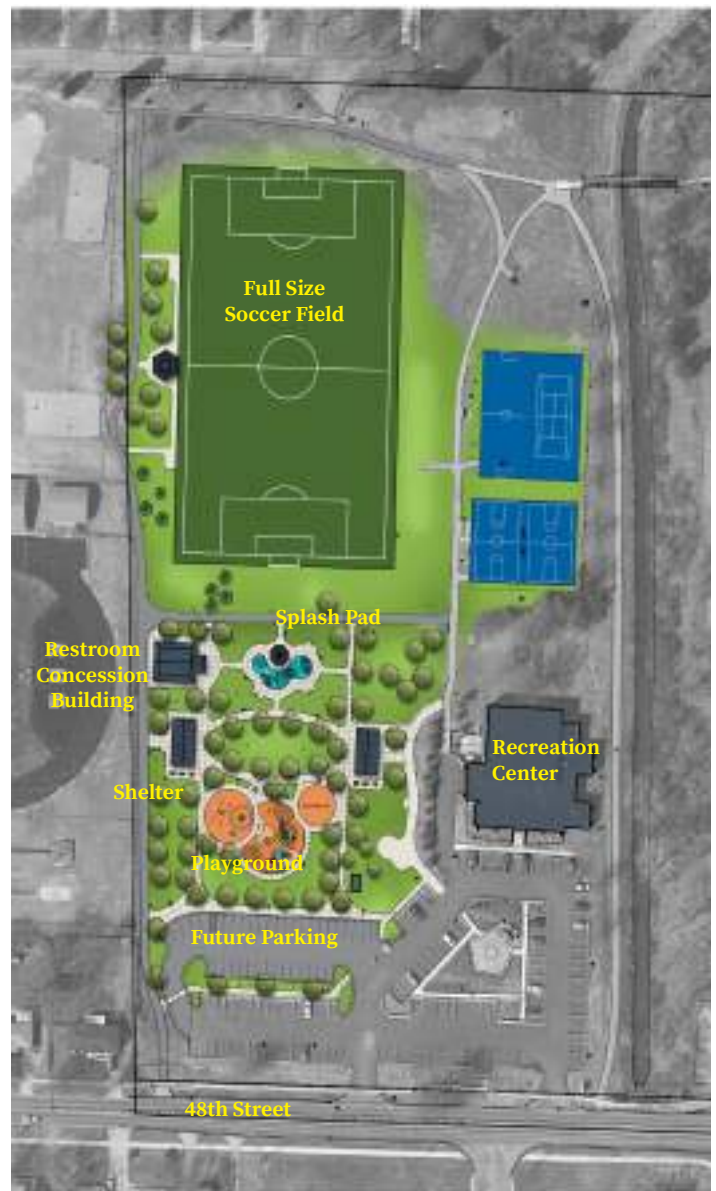 Full Size
Soccer Field
Splash Pad
Restroom
Concession
Building
Recreation
Center
Shelter
Playground
Future Parking
48th Street